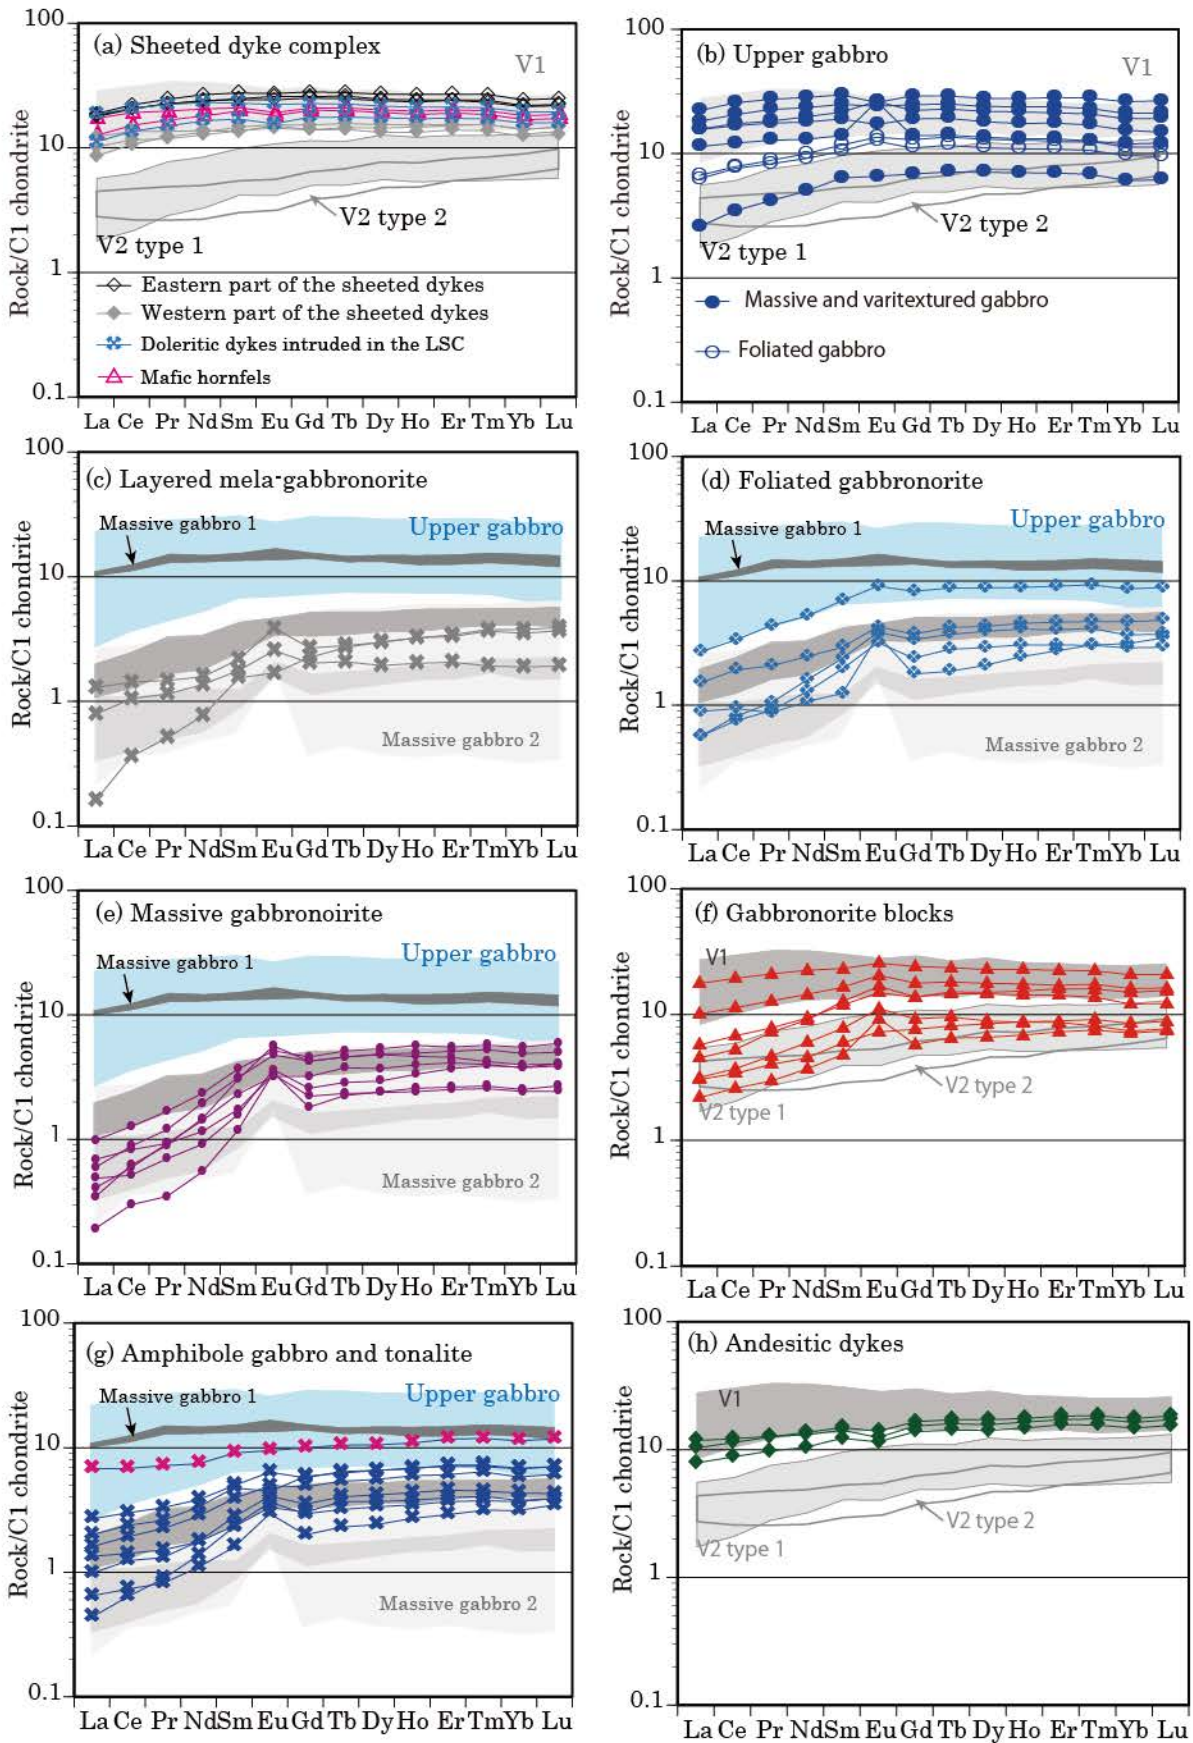 100
10
1
0.1
Rock/C1 chondrite
(a) Sheeted dyke complex
V1
V2 type 2
V2 type 1
Eastern part of the sheeted dykes
Western part of the sheeted dykes
Doleritic dykes intruded in the LSC
Mafic hornfels
La Ce Pr Nd Sm Eu Gd Tb Dy Ho Er Tm Yb Lu
100
10
1
0.1
Rock/C1 chondrite
(b) Upper gabbro
V1
V2 type 2
V2 type 1
Massive and varitextured gabbro
Foliated gabbro
La Ce Pr Nd Sm Eu Gd Tb Dy Ho Er Tm Yb Lu
100
10
1
0.1
Rock/C1 chondrite
(c) Layered mela-gabbronorite
Massive gabbro 1
Upper gabbro
Massive gabbro 2
La Ce Pr Nd Sm Eu Gd Tb Dy Ho Er Tm Yb Lu
100
10
1
0.1
Rock/C1 chondrite
(d) Foliated gabbronorite
Massive gabbro 1
Upper gabbro
Massive gabbro 2
La Ce Pr Nd Sm Eu Gd Tb Dy Ho Er Tm Yb Lu
100
10
1
0.1
Rock/C1 chondrite
(e) Massive gabbronoirite
Massive gabbro 1
Upper gabbro
Massive gabbro 2
La Ce Pr Nd Sm Eu Gd Tb Dy Ho Er Tm Yb Lu
100
10
1
0.1
Rock/C1 chondrite
(f) Gabbronorite blocks
V1
V2 type 2
V2 type 1
La Ce Pr Nd Sm Eu Gd Tb Dy Ho Er Tm Yb Lu
100
10
1
0.1
Rock/C1 chondrite
(g) Amphibole gabbro and tonalite
Massive gabbro 1
Upper gabbro
Massive gabbro 2
La Ce Pr Nd Sm Eu Gd Tb Dy Ho Er Tm Yb Lu
100
10
1
0.1
Rock/C1 chondrite
(h) Andesitic dykes
V1
V2 type 2
V2 type 1
La Ce Pr Nd Sm Eu Gd Tb Dy Ho Er Tm Yb Lu